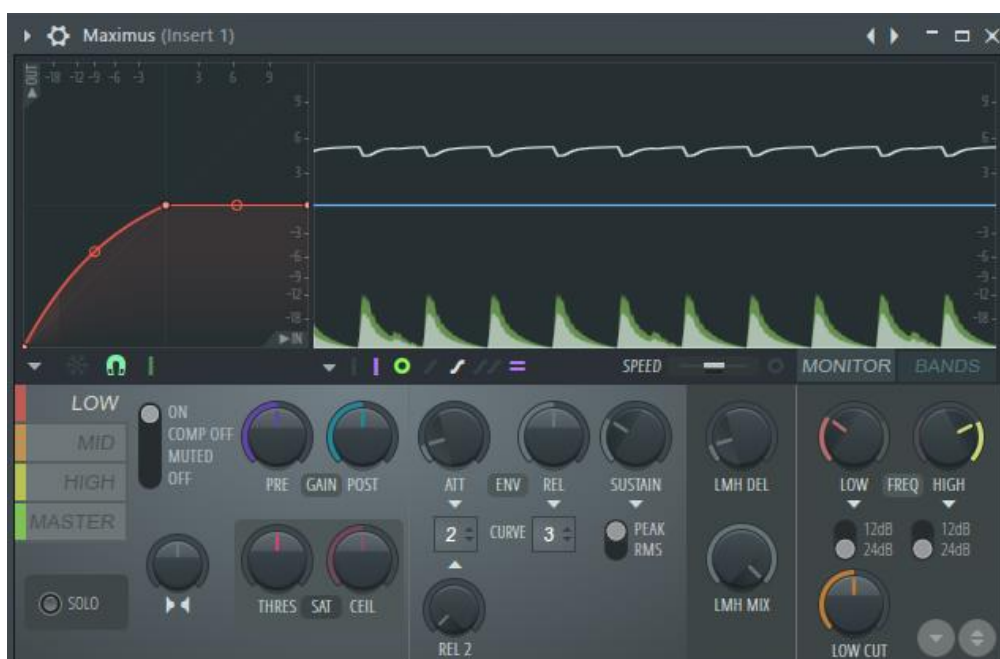 Maximus (Insert 1)
OUT
-18 -12 -9 -6 -3 3 6 9
9
6
3
-3
-6
-9
-12
-18
IN
9
6
3
-3
-6
-9
-12
-18
SPEED MONITOR BANDS
LOW
MID
HIGH
MASTER
SOLO
ON
COMP OFF
MUTED
OFF
PRE GAIN POST
THRES SAT CEIL
ATT ENV REL SUSTAIN
2 CURVE 3
PEAK
RMS
REL 2
LMH DEL
LMH MIX
LOW FREQ HIGH
12dB 12dB
24dB 24dB
LOW CUT